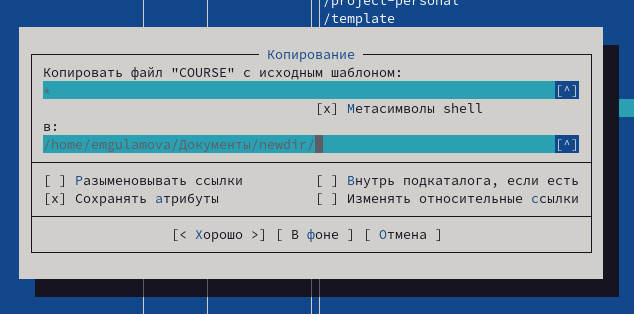 /project-personal
/template
Копирование
Копировать файл "COURSE" с исходным шаблоном:
* [^]
[x] Метасимволы shell
в:
/home/emgulamova/Документы/newdir/ [^]
[ ] Разыменовывать ссылки [ ] Внутрь подкаталога, если есть
[x] Сохранять атрибуты [ ] Изменять относительные ссылки
[< Хорошо >] [ В фоне ] [ Отмена ]